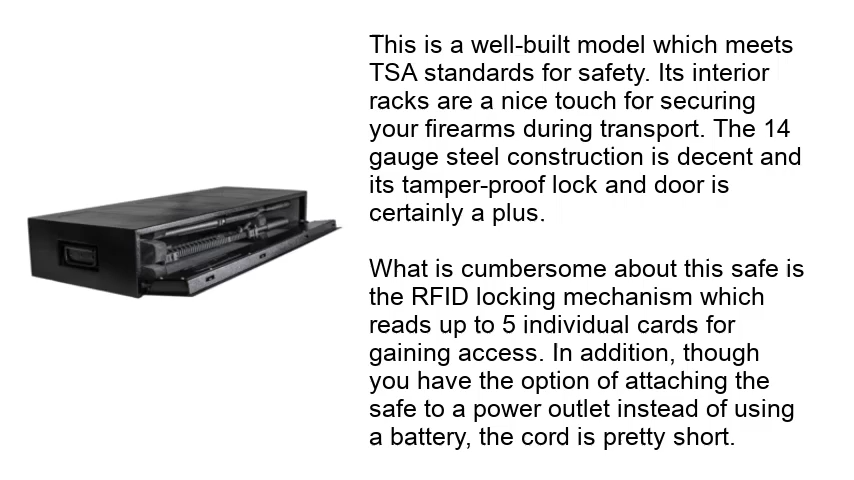 This is a well-built model which meets
TSA standards for safety. Its interior
racks are a nice touch for securing
your firearms during transport. The 14
gauge steel construction is decent and
its tamper-proof lock and door is
certainly a plus.
What is cumbersome about this safe is
the RFID locking mechanism which
reads up to 5 individual cards for
gaining access. In addition, though
you have the option of attaching the
safe to a power outlet instead of using
a battery, the cord is pretty short.